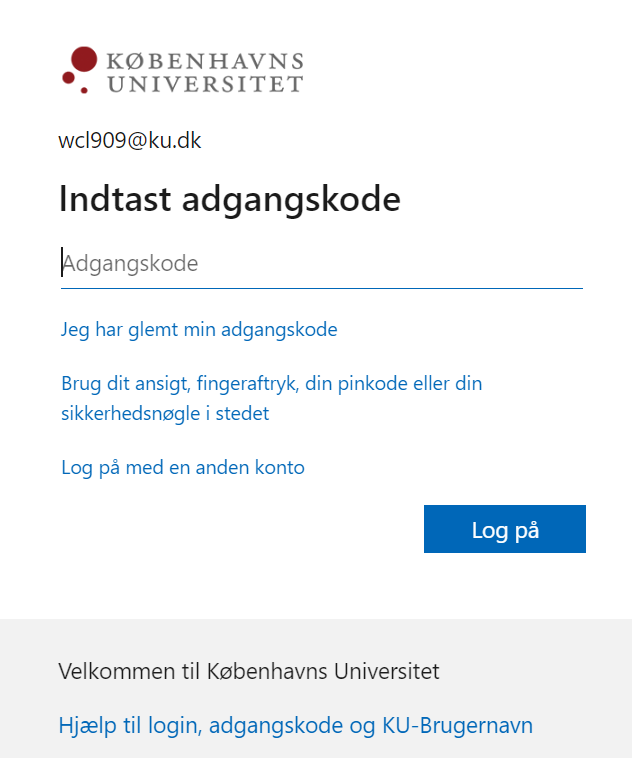 KØBENHAVNS
UNIVERSITET
wcl909@ku.dk
Indtast adgangskode
Adgangskode
Jeg har glemt min adgangskode
Brug dit ansigt, fingeraftryk, din pinkode eller din
sikkerhedsnøgle i stedet
Log på med en anden konto
Log på
Velkommen til Københavns Universitet
Hjælp til login, adgangskode og KU-Brugernavn